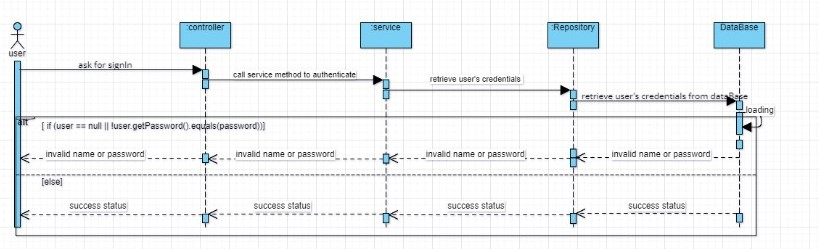 :controller
:service
:Repository
DataBase
user
ask for signIn
call service method to authenticate
retrieve user's credentials
retrieve user's credentials from dataBase
loading
alt
[ if (user == null || !user.getPassword().equals(password))]
invalid name or password
invalid name or password
invalid name or password
invalid name or password
[else]
success status
success status
success status
success status